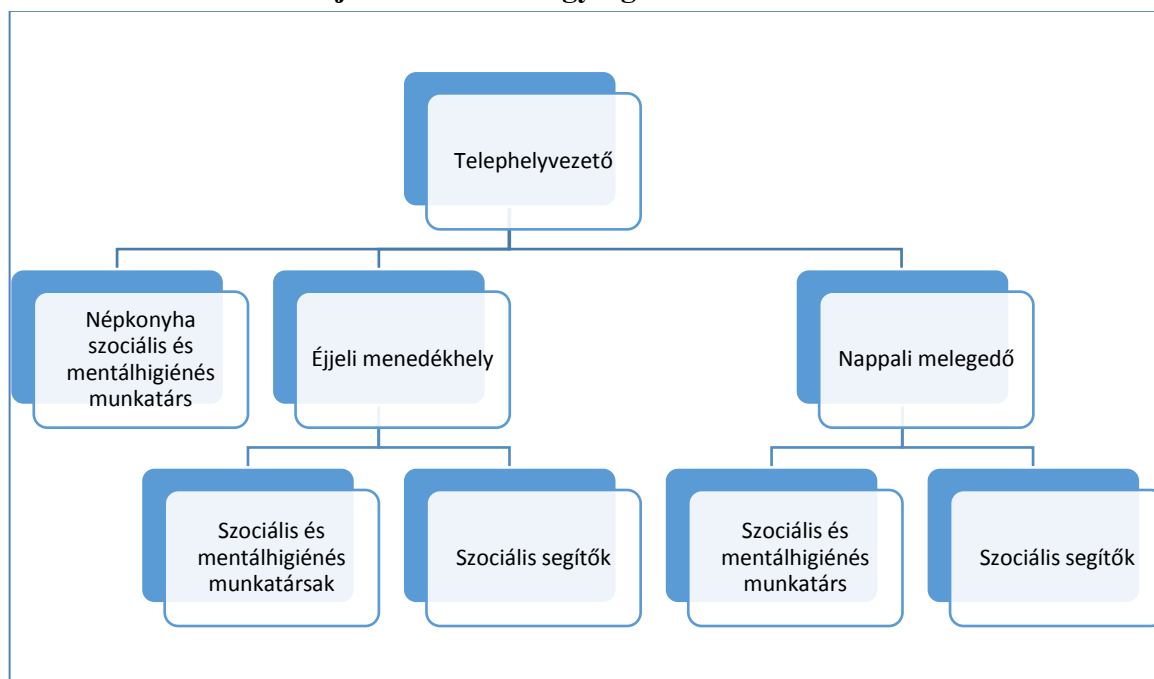 Telephelyvezető
Népkonyha
szociális és
mentálhigiénés
munkatárs
Éjjeli menedékhely
Nappali melegedő
Szociális és
mentálhigiénés
munkatársak
Szociális segítők
Szociális és
mentálhigiénés
munkatárs
Szociális segítők